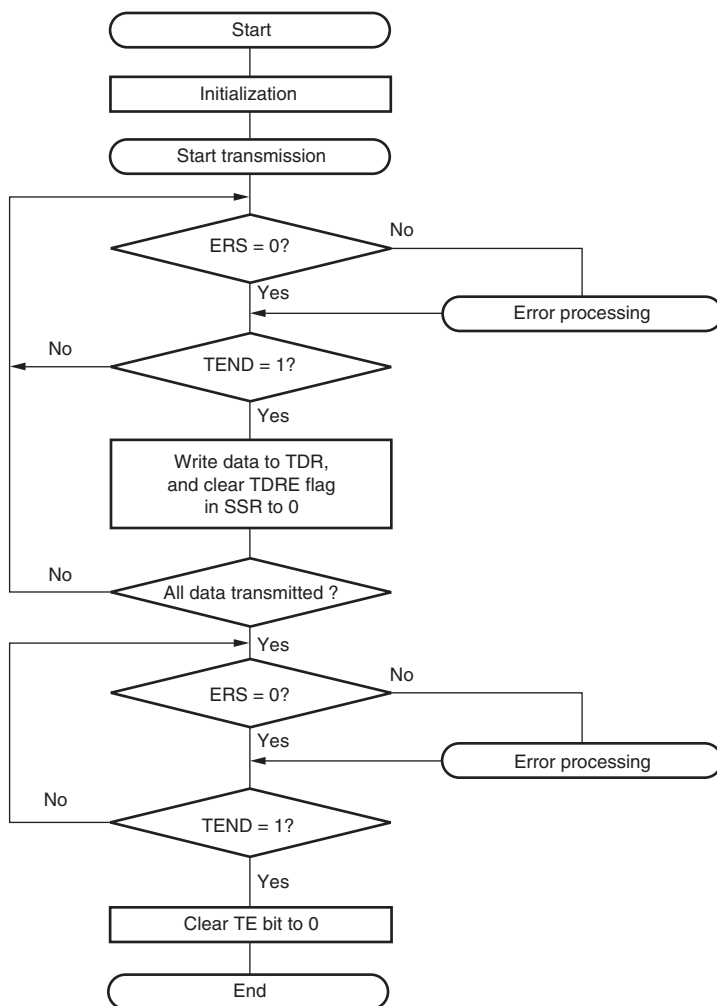 Start
Initialization
Start transmission
ERS = 0?
No
Yes
Error processing
No
TEND = 1?
Yes
Write data to TDR,
and clear TDRE flag
in SSR to 0
No
All data transmitted ?
Yes
ERS = 0?
No
Yes
Error processing
No
TEND = 1?
Yes
Clear TE bit to 0
End